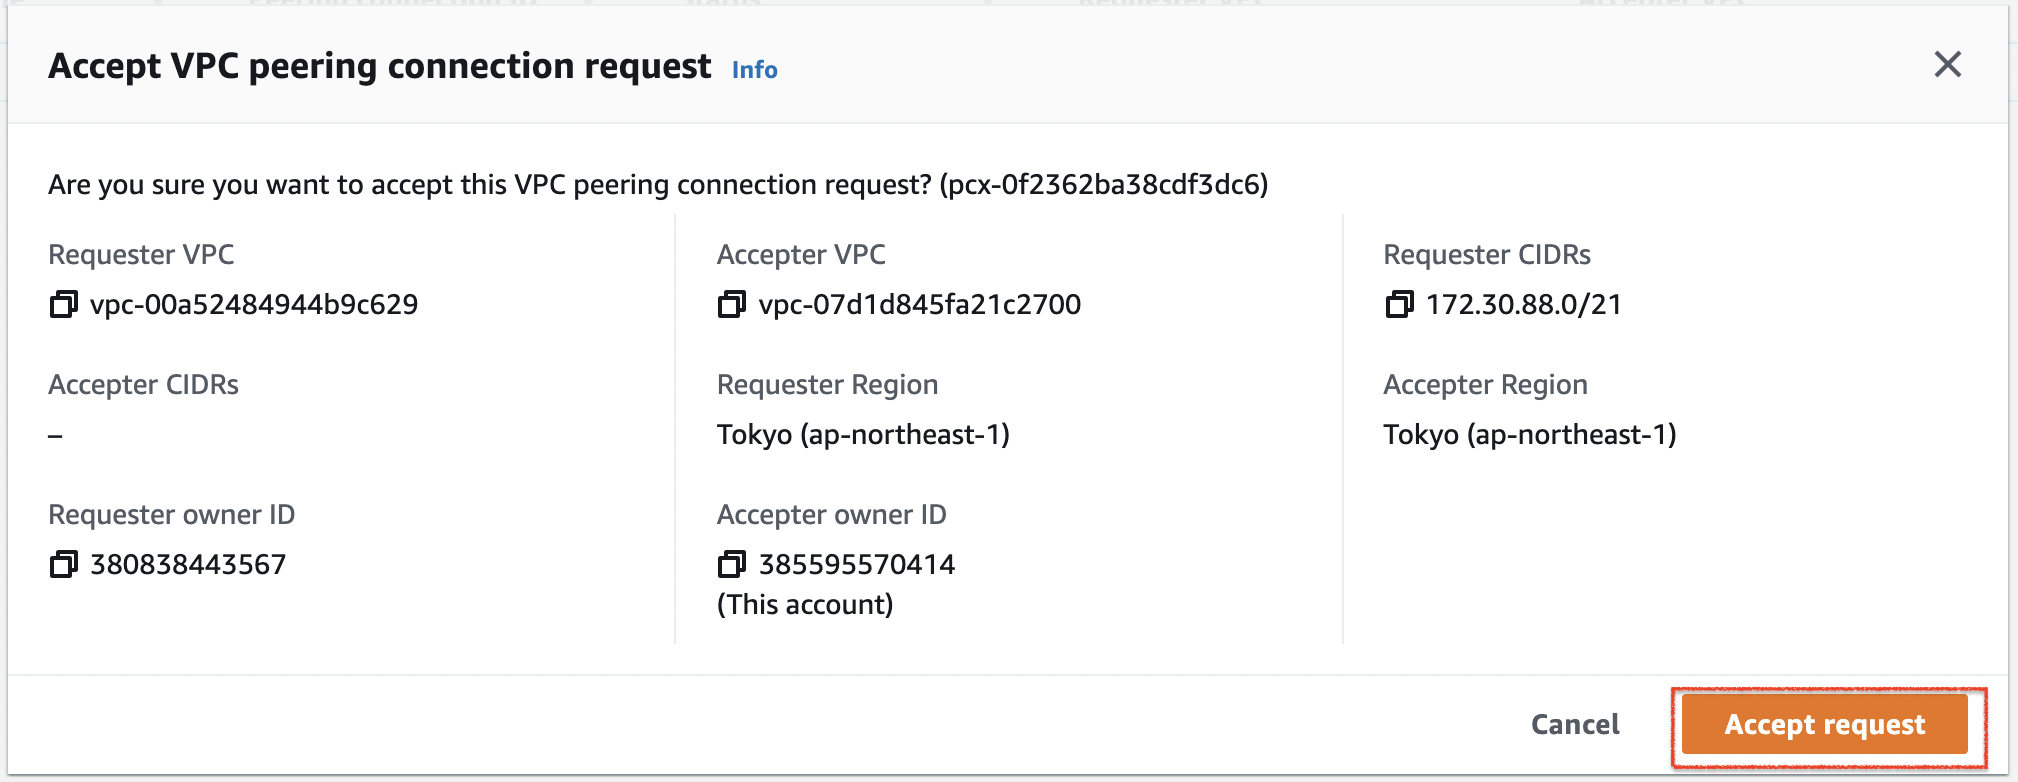 Accept VPC peering connection request Info
Are you sure you want to accept this VPC peering connection request? (pcx-0f2362ba38cdf3dc6)
Requester VPC
vpc-00a52484944b9c629
Accepter VPC
vpc-07d1d845fa21c2700
Requester CIDRs
172.30.88.0/21
Accepter CIDRs
–
Requester Region
Tokyo (ap-northeast-1)
Accepter Region
Tokyo (ap-northeast-1)
Requester owner ID
380838443567
Accepter owner ID
385595570414
(This account)
Cancel
Accept request